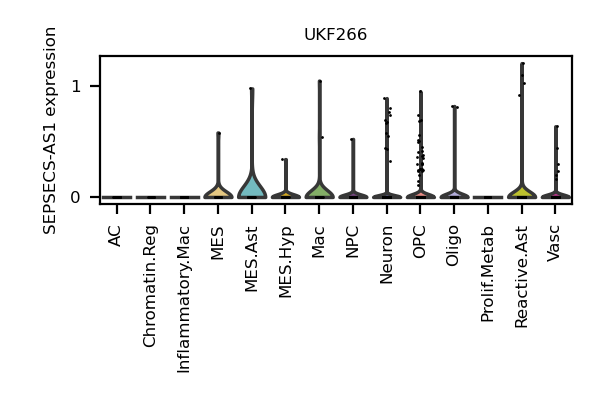 UKF266
SEPSECS-AS1 expression
1
0
AC
Chromatin.Reg
Inflammatory.Mac
MES
MES.Ast
MES.Hyp
Mac
NPC
Neuron
OPC
Oligo
Prolif.Metab
Reactive.Ast
Vasc